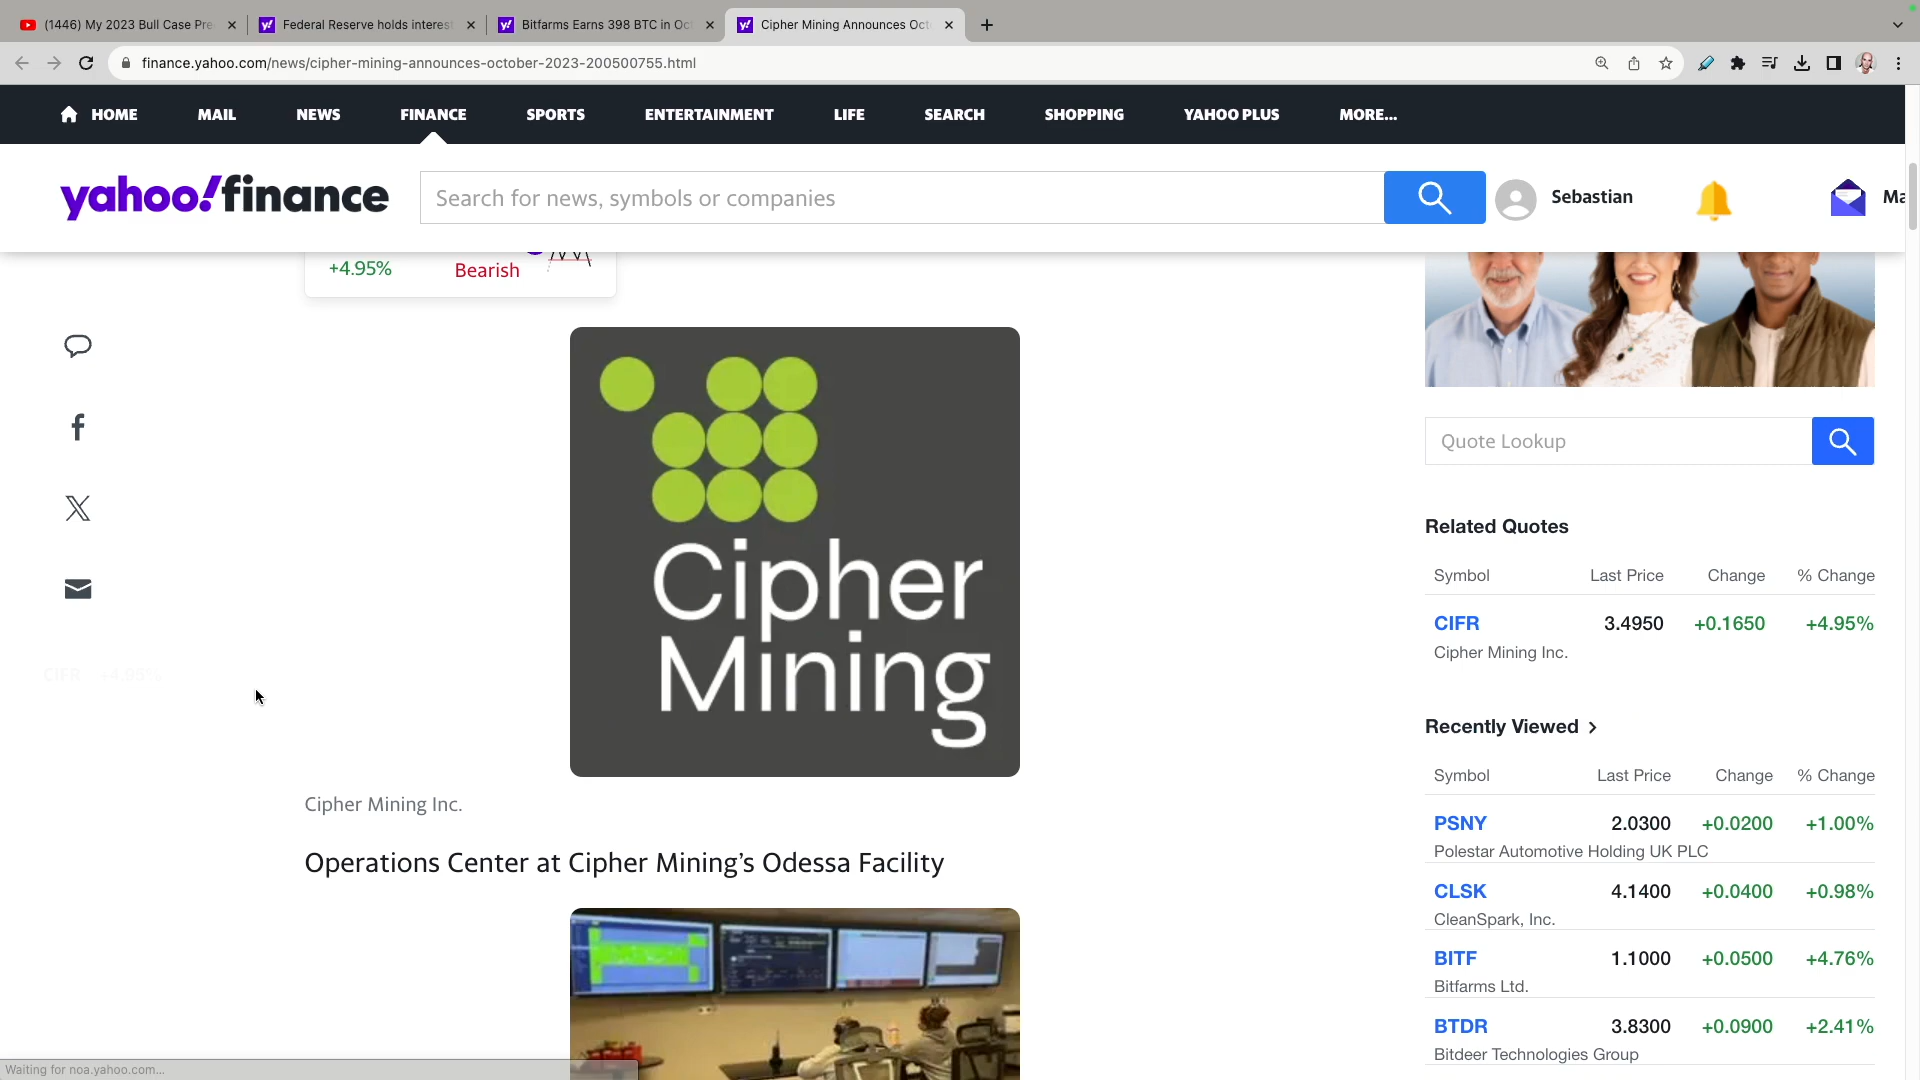 (1446) My 2023 Bull Case Pre
Federal Reserve holds interes
Bitfarms Earns 398 BTC in Oc
Cipher Mining Announces Oct
finance.yahoo.com/news/cipher-mining-announces-october-2023-200500755.html
HOME MAIL NEWS FINANCE SPORTS ENTERTAINMENT LIFE SEARCH SHOPPING YAHOO PLUS MORE...
yahoo!finance
Search for news, symbols or companies
Sebastian
Ma
+4.95% Bearish
Cipher
Mining
Cipher Mining Inc.
Operations Center at Cipher Mining's Odessa Facility
CIFR +4.95%
Quote Lookup
Related Quotes
Symbol Last Price Change % Change
CIFR 3.4950 +0.1650 +4.95%
Cipher Mining Inc.
Recently Viewed
Symbol Last Price Change % Change
PSNY 2.0300 +0.0200 +1.00%
Polestar Automotive Holding UK PLC
CLSK 4.1400 +0.0400 +0.98%
CleanSpark, Inc.
BITF 1.1000 +0.0500 +4.76%
Bitfarms Ltd.
BTDR 3.8300 +0.0900 +2.41%
Bitdeer Technologies Group
Waiting for noa.yahoo.com...